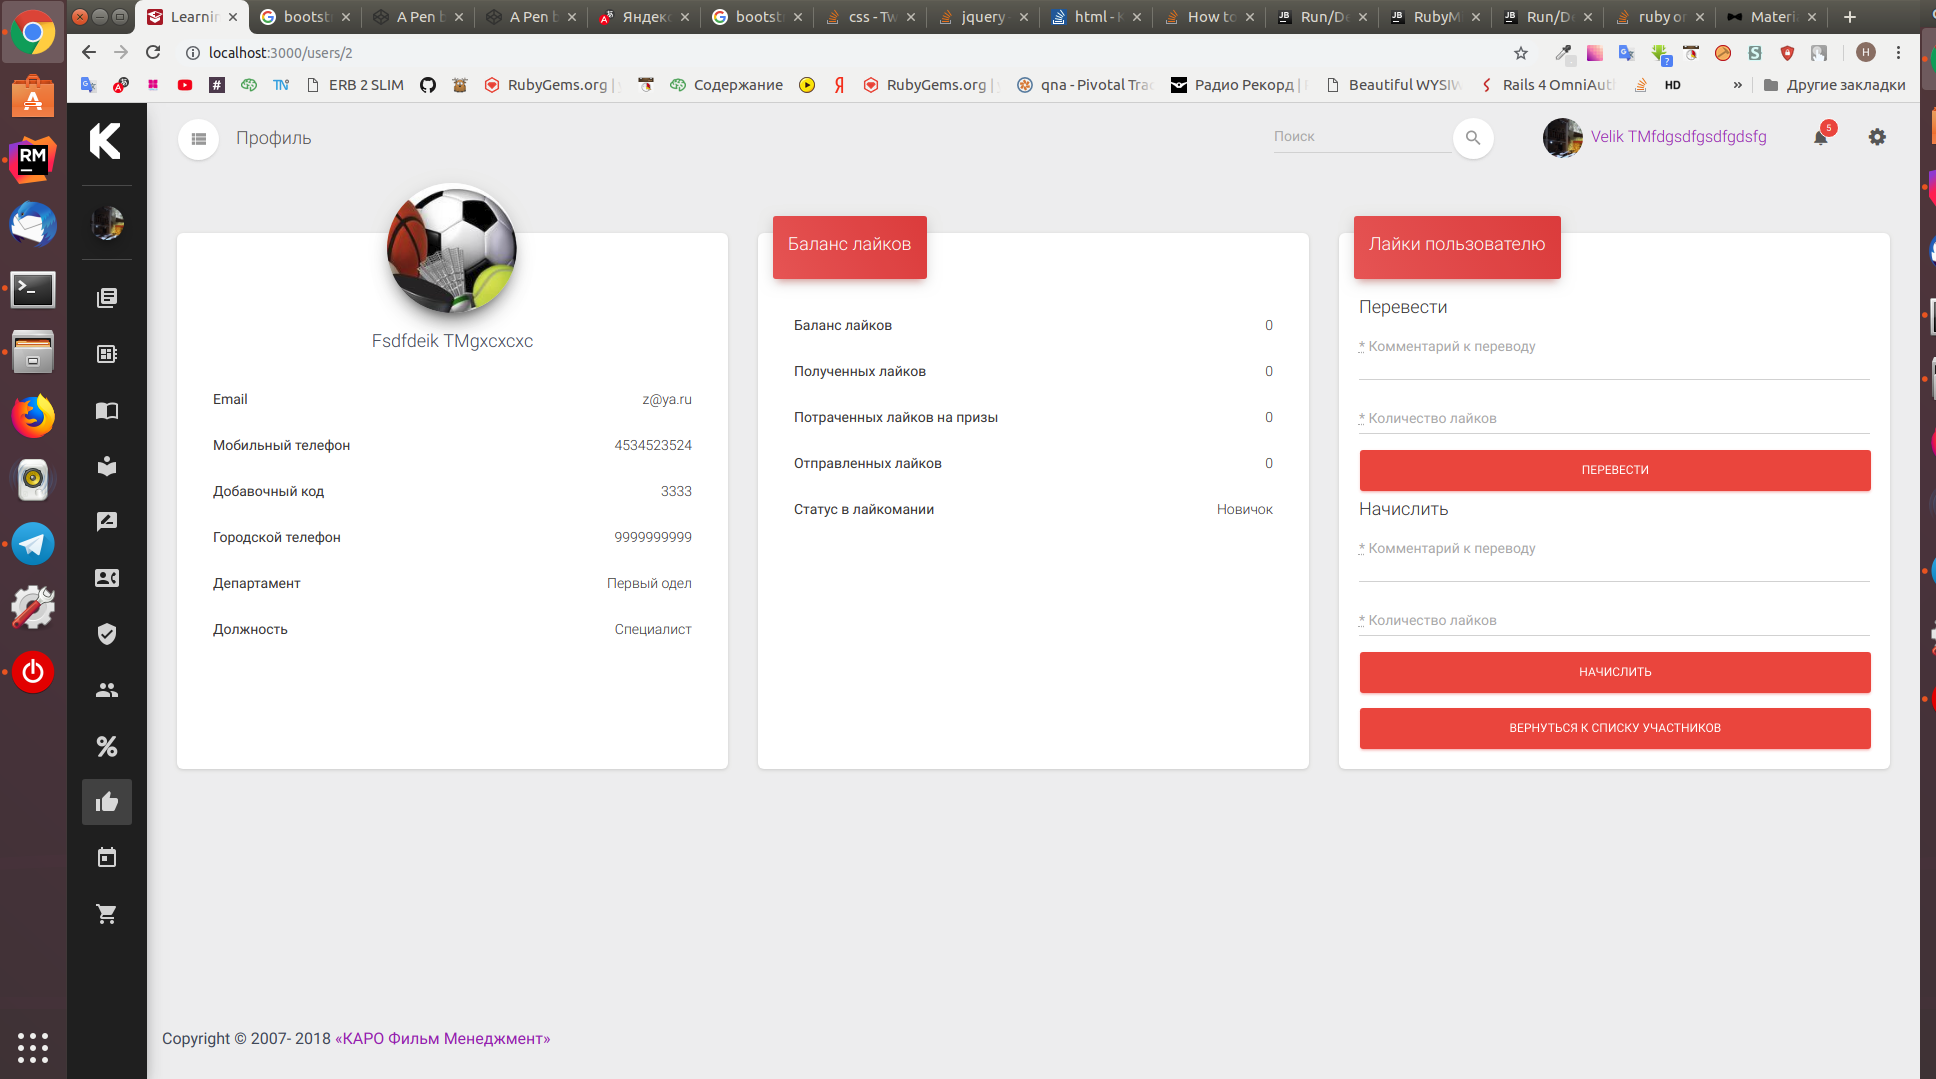 Learnin
bootst
A Pen b
A Pen b
Яндекс
bootst
css - Tw
jquery
html - К
How to
Run/De
RubyM
Run/De
ruby on
Materi
localhost:3000/users/2
H
ERB 2 SLIM
RubyGems.org |
Содержание
RubyGems.org |
qna - Pivotal Tra
Радио Рекорд |
Beautiful WYSIW
Rails 4 OmniAut
HD
»
Другие закладки
Профиль
Поиск
Velik TMfdgsdfgsdfgdsfg
5
Fsdfdeik TMgxcxcxc
Email z@ya.ru
Мобильный телефон 4534523524
Добавочный код 3333
Городской телефон 9999999999
Департамент Первый одел
Должность Специалист
Баланс лайков
Баланс лайков 0
Полученных лайков 0
Потраченных лайков на призы 0
Отправленных лайков 0
Статус в лайкомании Новичок
Лайки пользователю
Перевести
* Комментарий к переводу
* Количество лайков
ПЕРЕВЕСТИ
Начислить
* Комментарий к переводу
* Количество лайков
НАЧИСЛИТЬ
ВЕРНУТЬСЯ К СПИСКУ УЧАСТНИКОВ
Copyright © 2007- 2018 «КАРО Фильм Менеджмент»